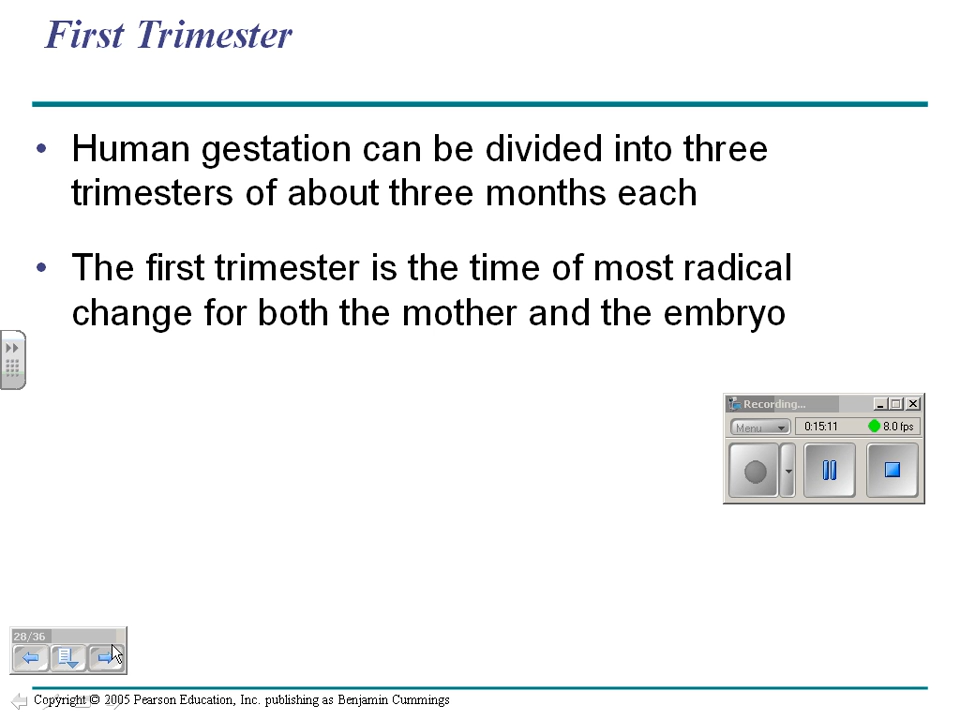 First Trimester
• Human gestation can be divided into three
trimesters of about three months each
• The first trimester is the time of most radical
change for both the mother and the embryo
Recording...
Menu 0:15:11 8.0 fps
28/36
Copyright © 2005 Pearson Education, Inc. publishing as Benjamin Cummings